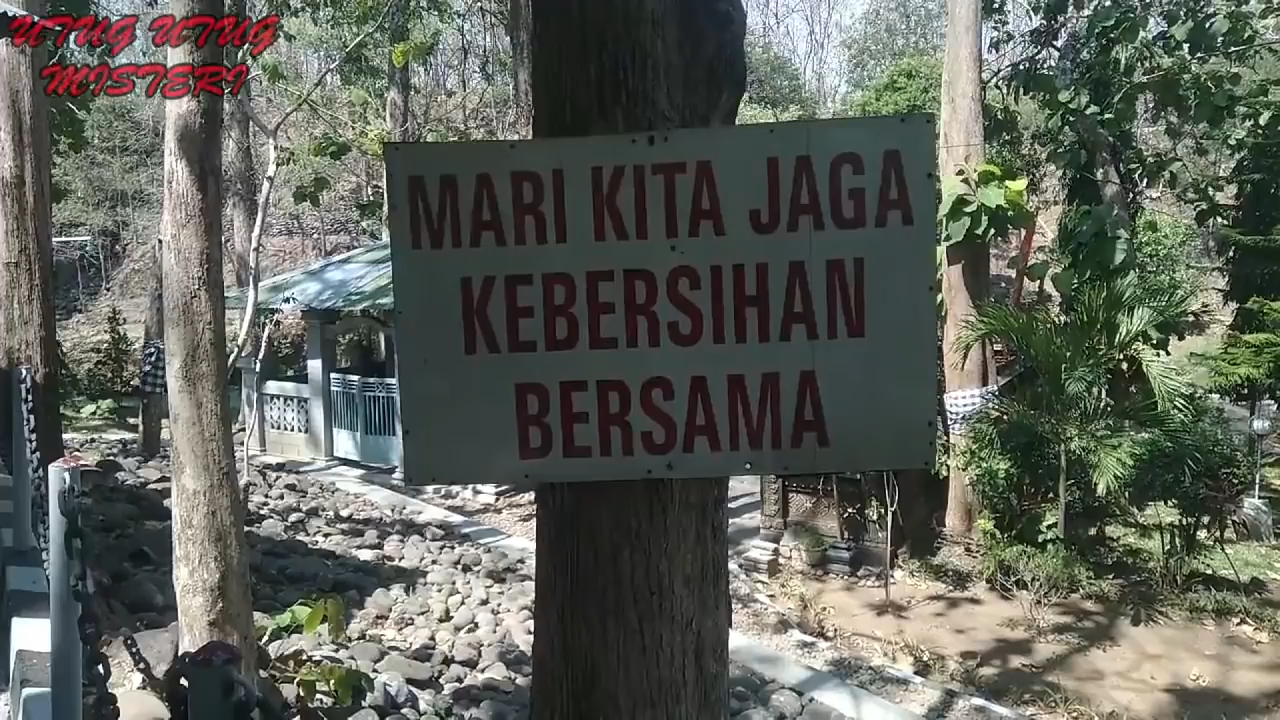 UTUG UTUG
MISTERI
MARI KITA JAGA
KEBERSIHAN
BERSAMA